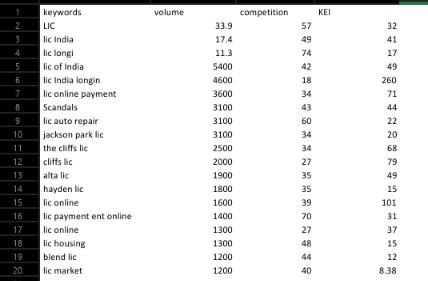 1 keywords volume competition KEI
2 LIC 33.9 57 32
3 lic India 17.4 49 41
4 lic longi 11.3 74 17
5 lic of India 5400 42 49
6 lic India longin 4600 18 260
7 lic online payment 3600 34 71
8 Scandals 3100 43 44
9 lic auto repair 3100 60 22
10 jackson park lic 3100 34 20
11 the cliffs lic 2500 34 68
12 cliffs lic 2000 27 79
13 alta lic 1900 35 49
14 hayden lic 1800 35 15
15 lic online 1600 39 101
16 lic payment ent online 1400 70 31
17 lic online 1300 27 37
18 lic housing 1300 48 15
19 blend lic 1200 44 12
20 lic market 1200 40 8.38